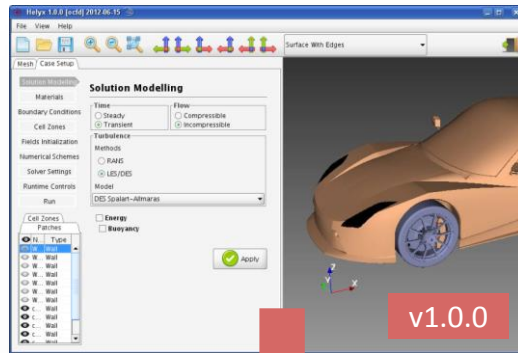 Helyx 1.0.0 [ocfd] 2012-06-15
File View Help
Surface With Edges
Mesh Case Setup
Solution Modelling
Materials
Boundary Conditions
Cell Zones
Fields Initialization
Numerical Schemes
Solver Settings
Runtime Controls
Run
Solution Modelling
Time
Steady
Transient
Flow
Compressible
Incompressible
Turbulence
Methods
RANS
LES/DES
Model
DES Spalart-Allmaras
Energy
Buoyancy
Apply
Cell Zones
Patches
N... Type
W... Wall
W... Wall
W... Wall
W... Wall
W... Wall
W... Wall
c... Wall
c... Wall
c... Wall
c... Wall
Z
Y
X
v1.0.0